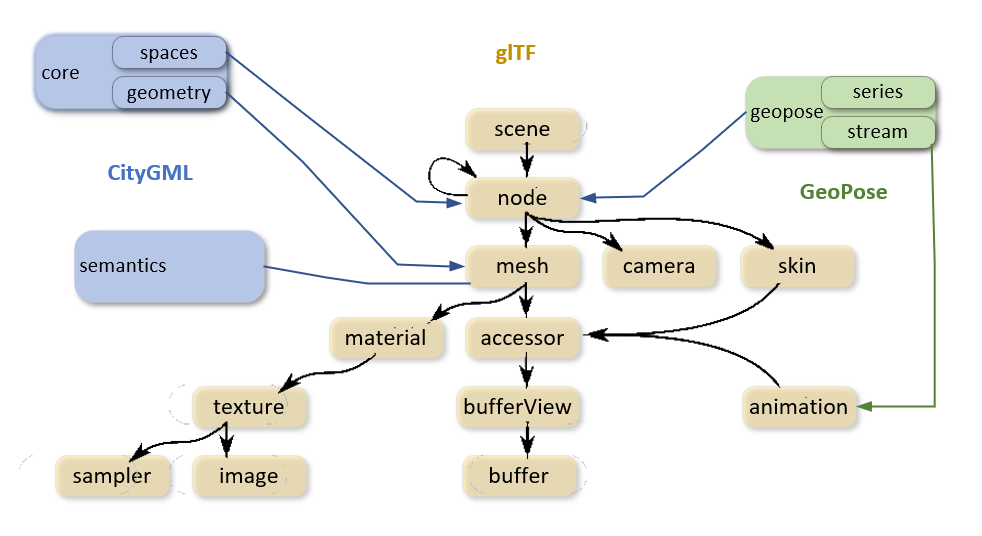 spaces
core
geometry
glTF
series
geopose
stream
scene
CityGML
GeoPose
node
semantics
mesh
camera
skin
material
accessor
texture
bufferView
animation
sampler
image
buffer